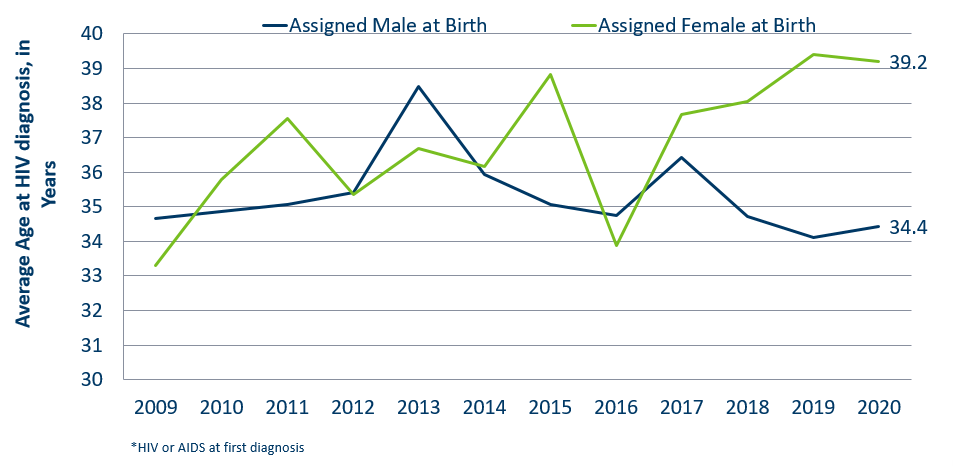 Assigned Male at Birth
Assigned Female at Birth
Average Age at HIV diagnosis, in
Years
40
39
38
37
36
35
34
33
32
31
30
39.2
34.4
2009 2010 2011 2012 2013 2014 2015 2016 2017 2018 2019 2020
*HIV or AIDS at first diagnosis